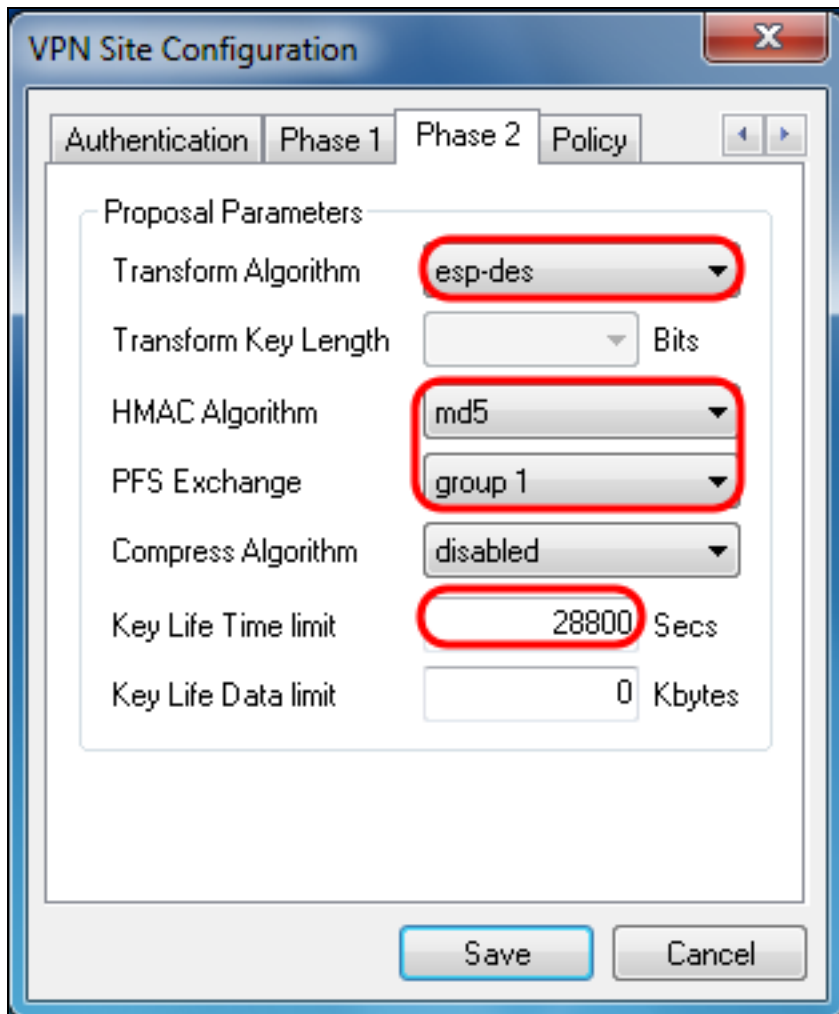 VPN Site Configuration
Authentication Phase 1 Phase 2 Policy
Proposal Parameters
Transform Algorithm esp-des
Transform Key Length Bits
HMAC Algorithm md5
PFS Exchange group 1
Compress Algorithm disabled
Key Life Time limit 28800 Secs
Key Life Data limit 0 Kbytes
Save Cancel